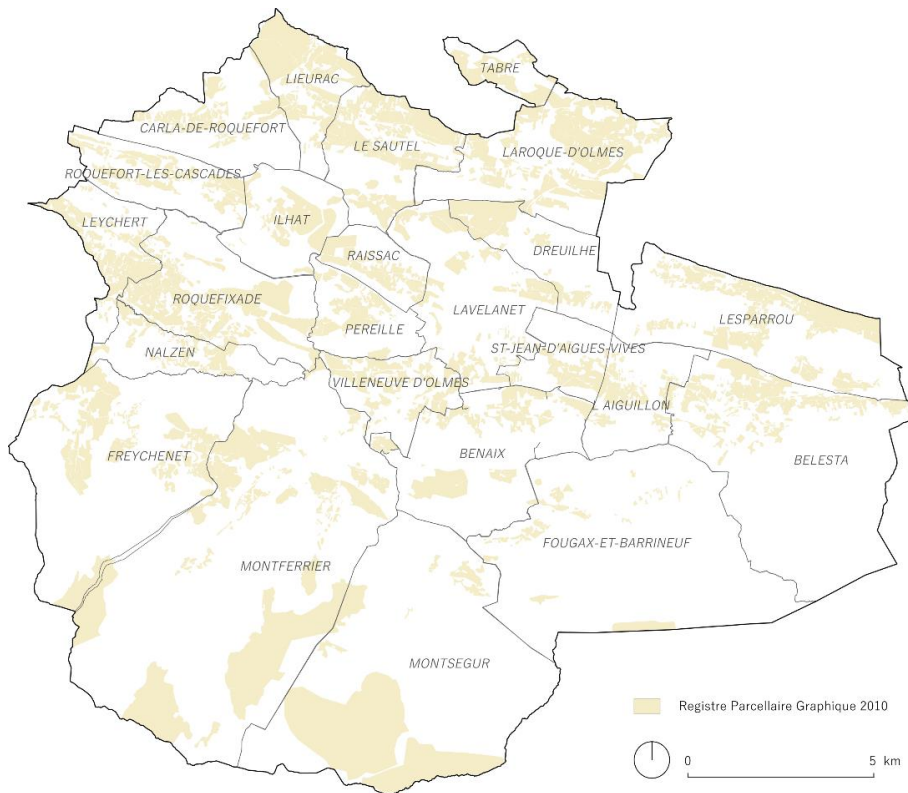 TABRE
LIEURAC
CARLA-DE-ROQUEFORT
LE SAUTEL
LAROQUE-D'OLMES
ROQUEFORT-LES-CASCADES
LEYCHERT
ILHAT
DREUILHE
RAISSAC
ROQUEFIXADE
LAVELANET
LESPARROU
PEREILLE
NALZEN
ST-JEAN-D'AIGUES-VIVES
VILLENEUVE D'OLMES
L AIGUILLON
FREYCHENET
BENAIX
BELESTA
FOUGAX-ET-BARRINEUF
MONTFERRIER
MONTSEGUR
Registre Parcellaire Graphique 2010
0 5 km